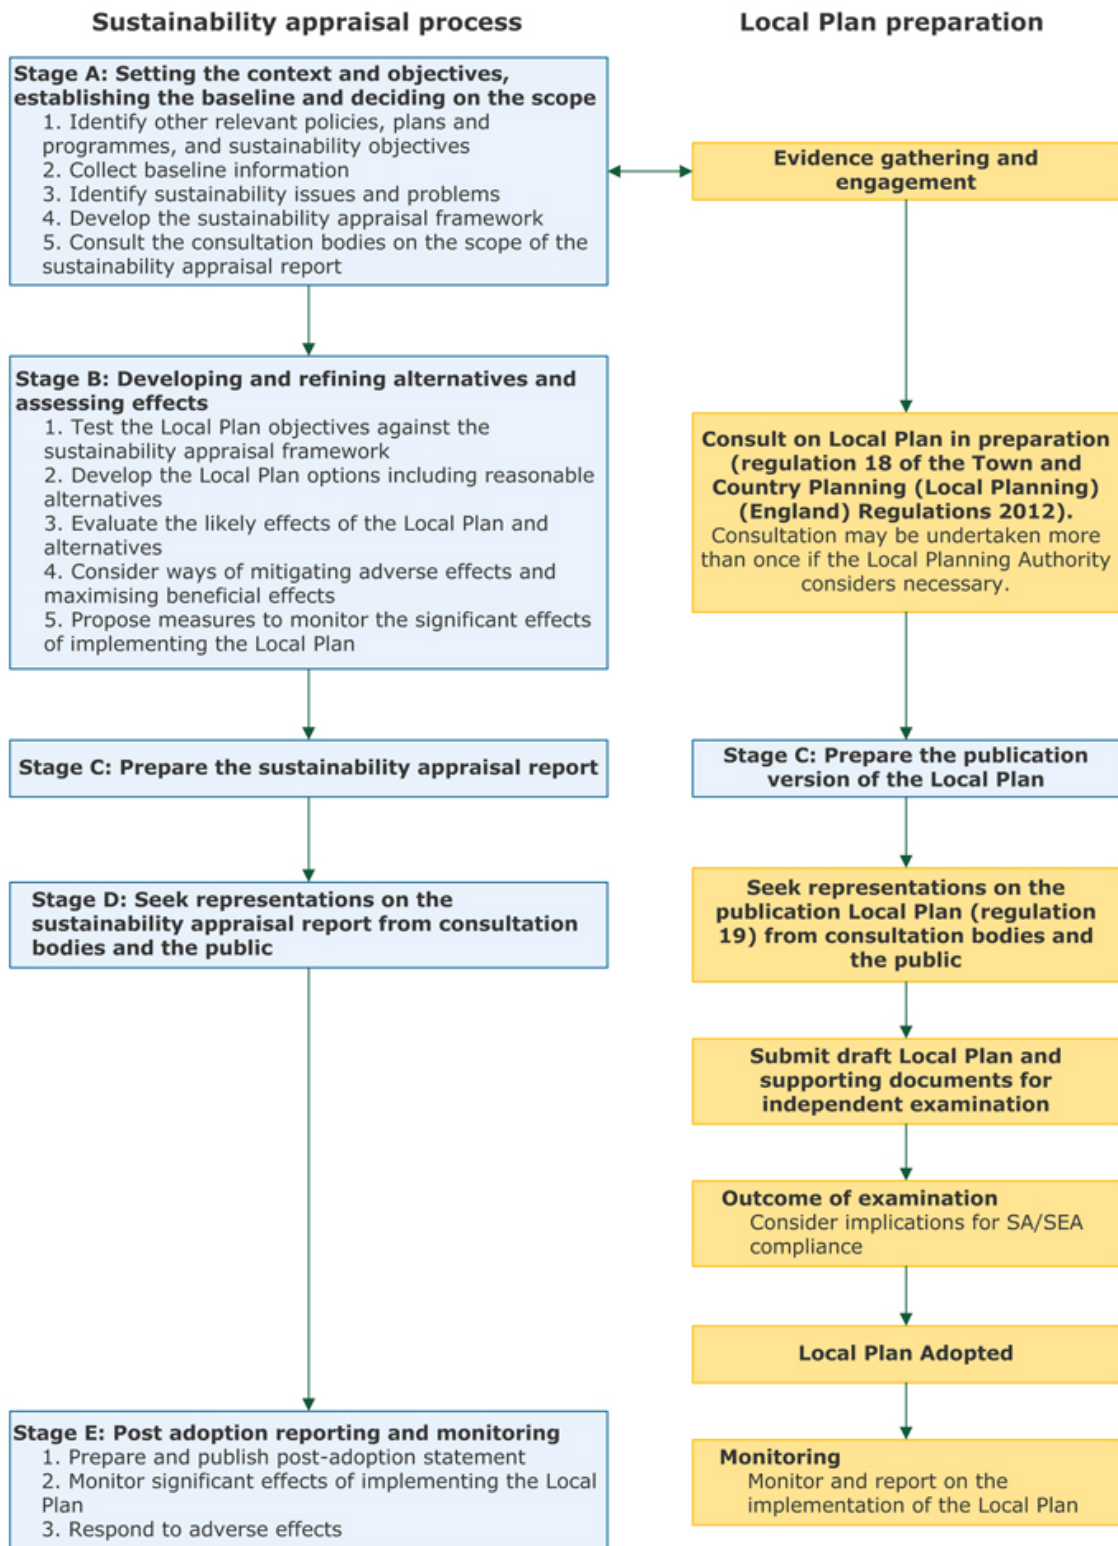 Sustainability appraisal process
Local Plan preparation
Stage A: Setting the context and objectives,
establishing the baseline and deciding on the scope
1. Identify other relevant policies, plans and
programmes, and sustainability objectives
2. Collect baseline information
3. Identify sustainability issues and problems
4. Develop the sustainability appraisal framework
5. Consult the consultation bodies on the scope of the
sustainability appraisal report
Evidence gathering and
engagement
Stage B: Developing and refining alternatives and
assessing effects
1. Test the Local Plan objectives against the
sustainability appraisal framework
2. Develop the Local Plan options including reasonable
alternatives
3. Evaluate the likely effects of the Local Plan and
alternatives
4. Consider ways of mitigating adverse effects and
maximising beneficial effects
5. Propose measures to monitor the significant effects
of implementing the Local Plan
Consult on Local Plan in preparation
(regulation 18 of the Town and
Country Planning (Local Planning)
(England) Regulations 2012).
Consultation may be undertaken more
than once if the Local Planning Authority
considers necessary.
Stage C: Prepare the sustainability appraisal report
Stage C: Prepare the publication
version of the Local Plan
Stage D: Seek representations on the
sustainability appraisal report from consultation
bodies and the public
Seek representations on the
publication Local Plan (regulation
19) from consultation bodies and
the public
Submit draft Local Plan and
supporting documents for
independent examination
Outcome of examination
Consider implications for SA/SEA
compliance
Local Plan Adopted
Stage E: Post adoption reporting and monitoring
1. Prepare and publish post-adoption statement
2. Monitor significant effects of implementing the Local
Plan
3. Respond to adverse effects
Monitoring
Monitor and report on the
implementation of the Local Plan